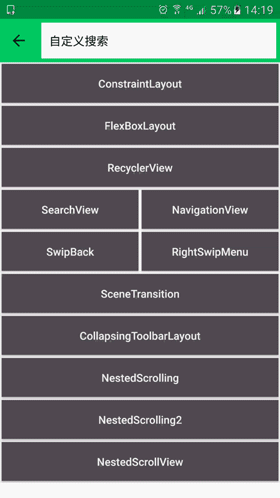 4G 57% 14:19
自定义搜索
ConstraintLayout
FlexBoxLayout
RecyclerView
SearchView NavigationView
SwipBack RightSwipMenu
SceneTransition
CollapsingToolbarLayout
NestedScrolling
NestedScrolling2
NestedScrollView